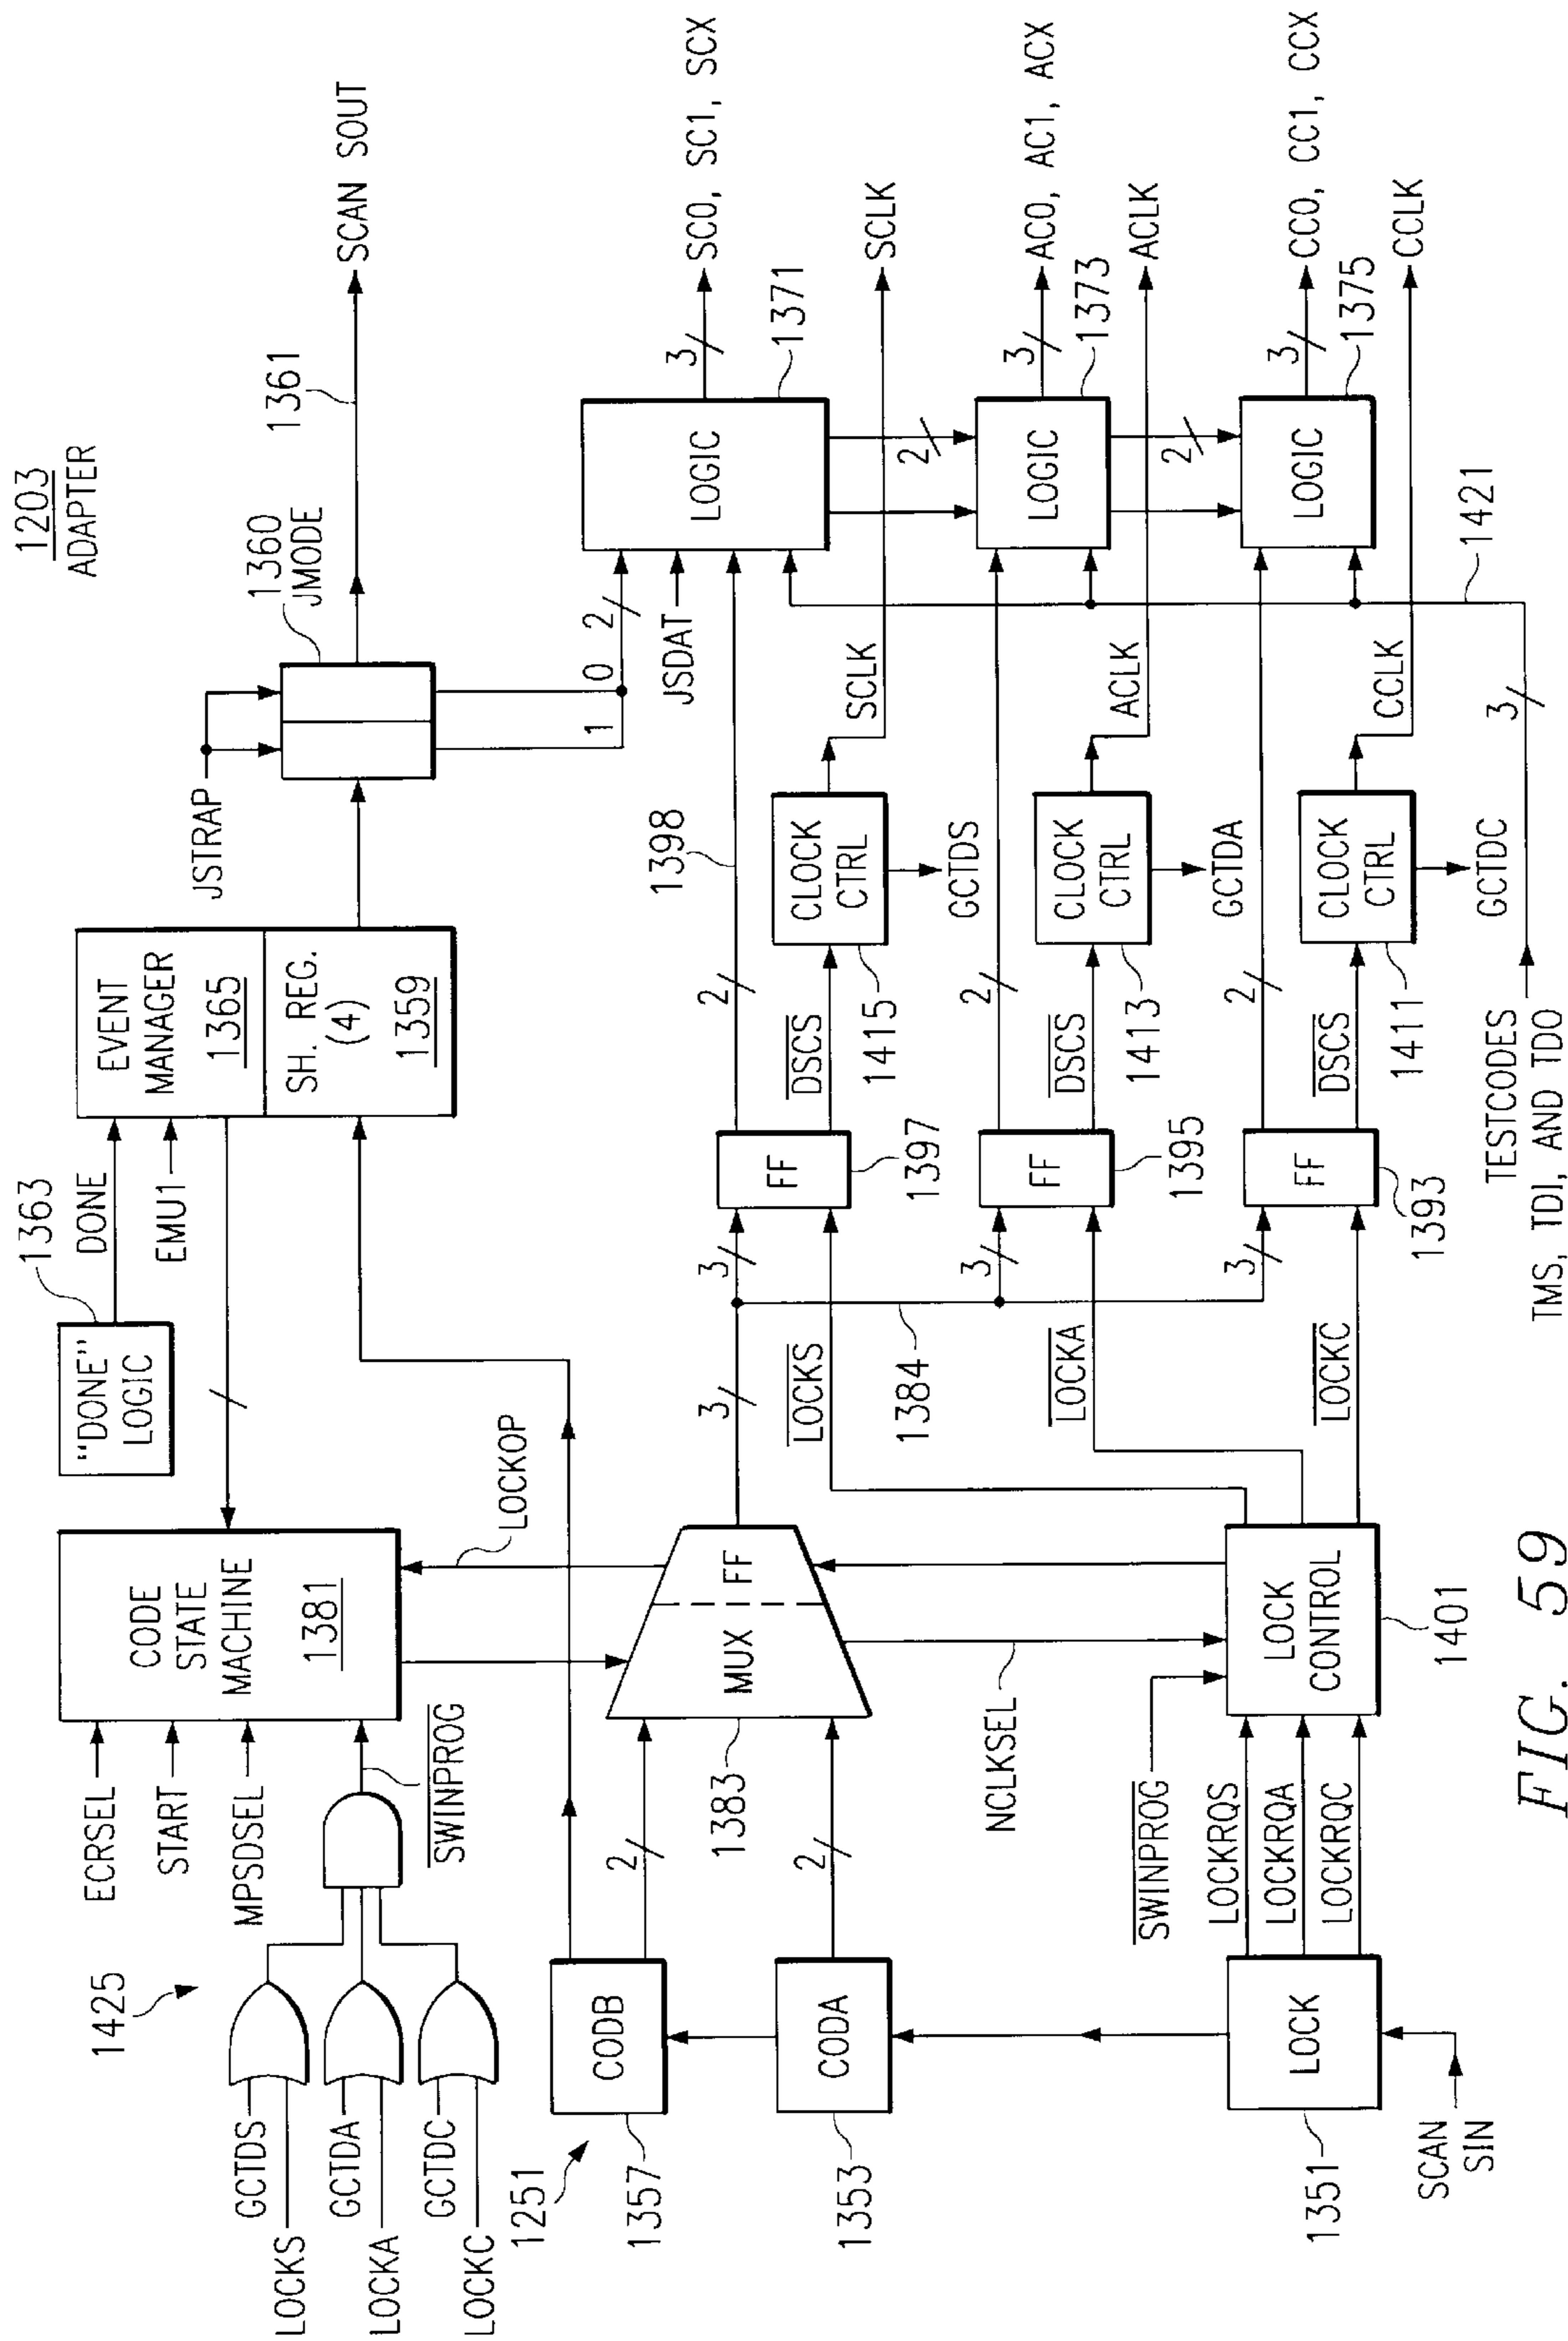 1203
ADAPTER
1425
GCTDS
LOCKS
GCTDA
LOCKA
GCTDC
LOCKC
ECRSEL
START
MPSDSEL
SWINPROG
CODE
STATE
MACHINE
1381
LOCKOP
"DONE"
LOGIC
1363
DONE
EMU1
EVENT
MANAGER
1365
SH. REG.
(4)
1359
JSTRAP
1360
JMODE
1361
SCAN SOUT
1
0
2
JSDAT
1251
CODB
1357
2
CODA
1353
2
MUX
FF
1383
NCLKSEL
3
1384
3
FF
1397
LOCKS
2
1398
DSCS
CLOCK
CTRL
1415
GCTDS
SCLK
LOGIC
1371
3
SC0, SC1, SCX
SCLK
2
3
FF
1395
LOCKA
2
DSCS
CLOCK
CTRL
1413
GCTDA
ACLK
LOGIC
1373
3
AC0, AC1, ACX
ACLK
2
3
FF
1393
LOCKC
2
DSCS
CLOCK
CTRL
1411
GCTDC
CCLK
LOGIC
1375
3
CC0, CC1, CCX
CCLK
1421
3
TESTCODES
TMS, TDI, AND TDO
SCAN
SIN
LOCK
1351
SWINPROG
LOCKRQS
LOCKRQA
LOCKRQC
LOCK
CONTROL
1401
FIG. 59